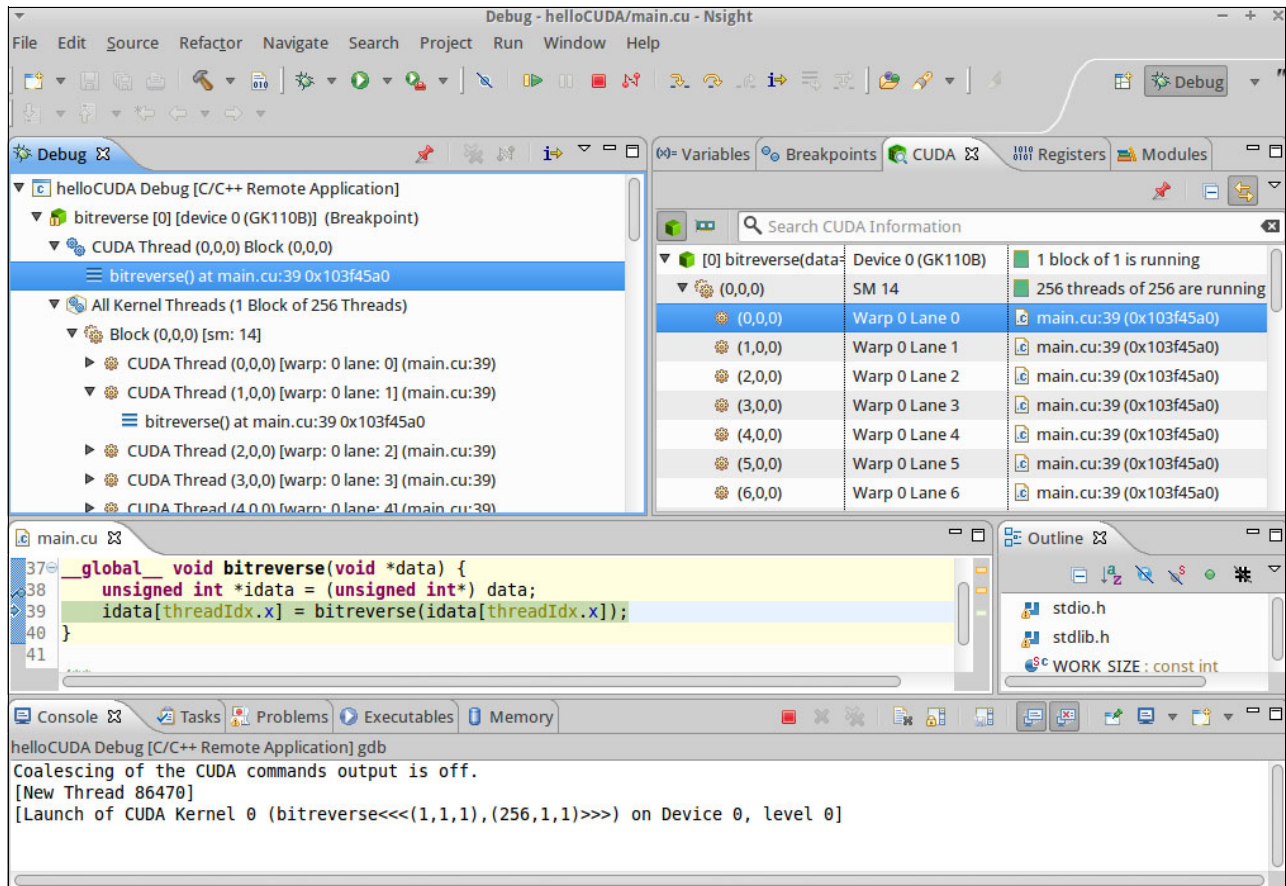 Debug - helloCUDA/main.cu - Nsight
File Edit Source Refactor Navigate Search Project Run Window Help
Debug
Debug
helloCUDA Debug [C/C++ Remote Application]
bitreverse [0] [device 0 (GK110B)] (Breakpoint)
CUDA Thread (0,0,0) Block (0,0,0)
bitreverse() at main.cu:39 0x103f45a0
All Kernel Threads (1 Block of 256 Threads)
Block (0,0,0) [sm: 14]
CUDA Thread (0,0,0) [warp: 0 lane: 0] (main.cu:39)
CUDA Thread (1,0,0) [warp: 0 lane: 1] (main.cu:39)
bitreverse() at main.cu:39 0x103f45a0
CUDA Thread (2,0,0) [warp: 0 lane: 2] (main.cu:39)
CUDA Thread (3,0,0) [warp: 0 lane: 3] (main.cu:39)
CUDA Thread (4,0,0) [warp: 0 lane: 4] (main.cu:39)
(x)= Variables Breakpoints CUDA 1010 0101 Registers Modules
Search CUDA Information
[0] bitreverse(data= Device 0 (GK110B) 1 block of 1 is running
(0,0,0) SM 14 256 threads of 256 are running
(0,0,0) Warp 0 Lane 0 main.cu:39 (0x103f45a0)
(1,0,0) Warp 0 Lane 1 main.cu:39 (0x103f45a0)
(2,0,0) Warp 0 Lane 2 main.cu:39 (0x103f45a0)
(3,0,0) Warp 0 Lane 3 main.cu:39 (0x103f45a0)
(4,0,0) Warp 0 Lane 4 main.cu:39 (0x103f45a0)
(5,0,0) Warp 0 Lane 5 main.cu:39 (0x103f45a0)
(6,0,0) Warp 0 Lane 6 main.cu:39 (0x103f45a0)
main.cu
37 __global__ void bitreverse(void *data) {
38 unsigned int *idata = (unsigned int*) data;
39 idata[threadIdx.x] = bitreverse(idata[threadIdx.x]);
40 }
41
Outline
stdio.h
stdlib.h
WORK_SIZE : const int
Console Tasks Problems Executables Memory
helloCUDA Debug [C/C++ Remote Application] gdb
Coalescing of the CUDA commands output is off.
[New Thread 86470]
[Launch of CUDA Kernel 0 (bitreverse<<<(1,1,1),(256,1,1)>>>) on Device 0, level 0]